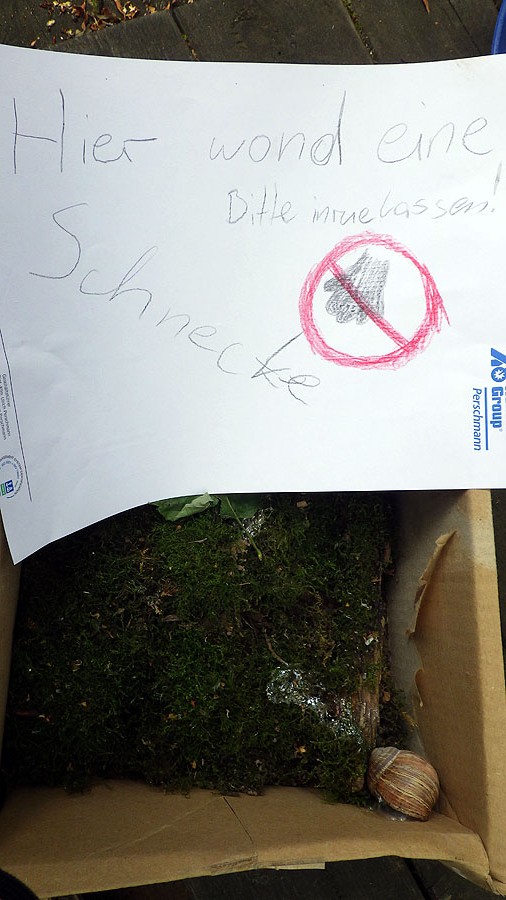 Hier wond eine
Bitte inruelassen!
Schnecke
Group®
Perschmann